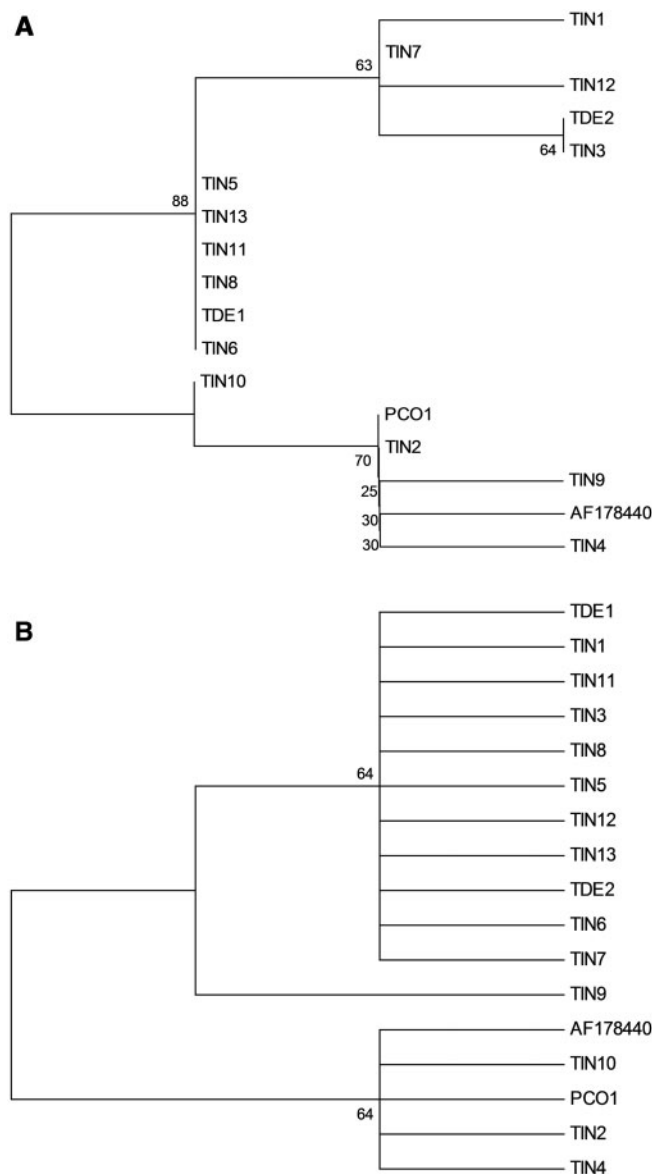 A
TIN1
TIN7
63
TIN12
TDE2
64
TIN3
TIN5
88
TIN13
TIN11
TIN8
TDE1
TIN6
TIN10
PCO1
TIN2
70
TIN9
25
AF178440
30
TIN4
30
B
TDE1
TIN1
TIN11
TIN3
TIN8
64
TIN5
TIN12
TIN13
TDE2
TIN6
TIN7
TIN9
AF178440
TIN10
PCO1
64
TIN2
TIN4